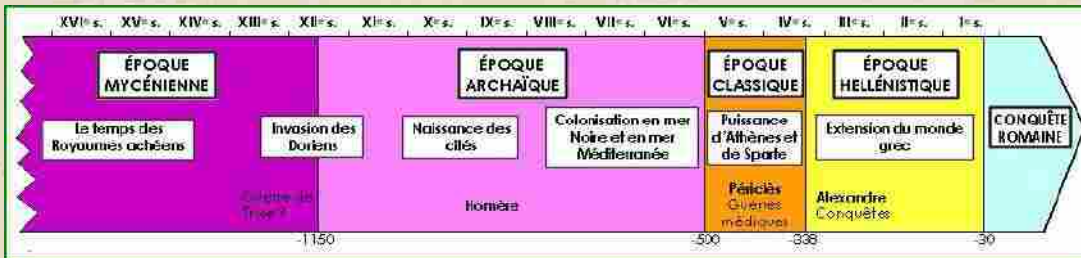 XVIe s. XVe s. XIVe s. XIIIe s. XIIe s. XIe s. Xe s. IXe s. VIIIe s. VIIe s. VIe s. Ve s. IVe s. IIIe s. IIe s. Ie s.
ÉPOQUE
MYCÉNIENNE
ÉPOQUE
ARCHAÏQUE
ÉPOQUE
CLASSIQUE
ÉPOQUE
HELLÉNISTIQUE
Le temps des
Royaumes achéens
Invasion des
Doriens
Naissance des
cités
Colonisation en mer
Noire et en mer
Méditerranée
Puissance
d'Athènes et
de Sparte
Extension du monde
grec
CONQUÊTE
ROMAINE
Guerre de
Troie ?
Homère
Périclès
Guerres
médiques
Alexandre
Conquêtes
-1150
-500
-338
-30